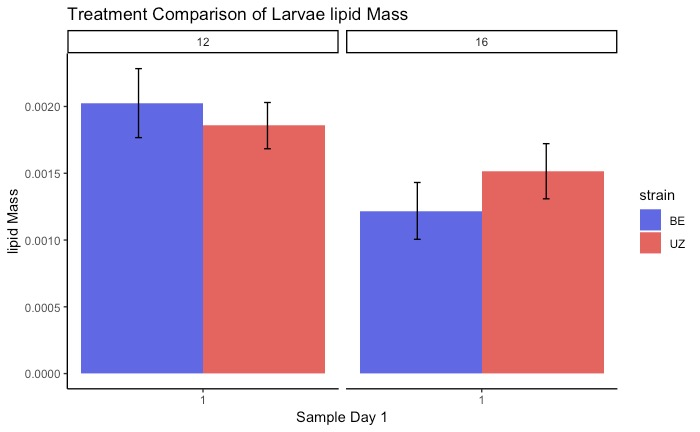 Treatment Comparison of Larvae lipid Mass
12
16
0.0020
0.0015
0.0010
0.0005
0.0000
lipid Mass
1
1
Sample Day 1
strain
BE
UZ